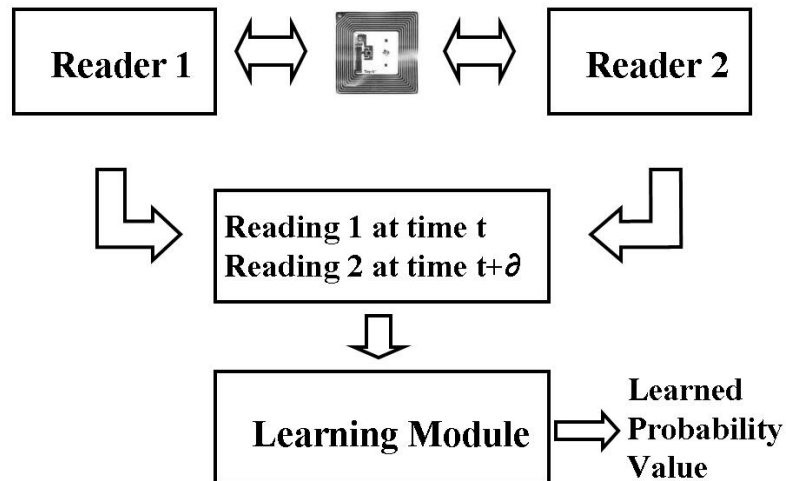 Reader 1
Reader 2
Reading 1 at time t
Reading 2 at time t+∂
Learning Module
Learned
Probability
Value